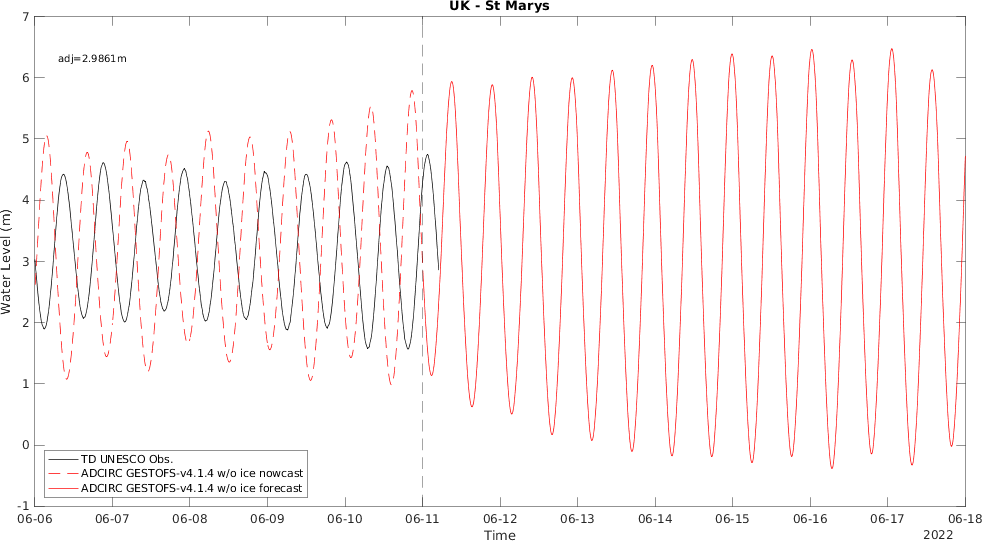 UK - St Marys
adj=2.9861m
Water Level (m)
7
6
5
4
3
2
1
0
-1
TD UNESCO Obs.
ADCIRC GESTOFS-v4.1.4 w/o ice nowcast
ADCIRC GESTOFS-v4.1.4 w/o ice forecast
06-06 06-07 06-08 06-09 06-10 06-11 06-12 06-13 06-14 06-15 06-16 06-17 06-18
Time
2022